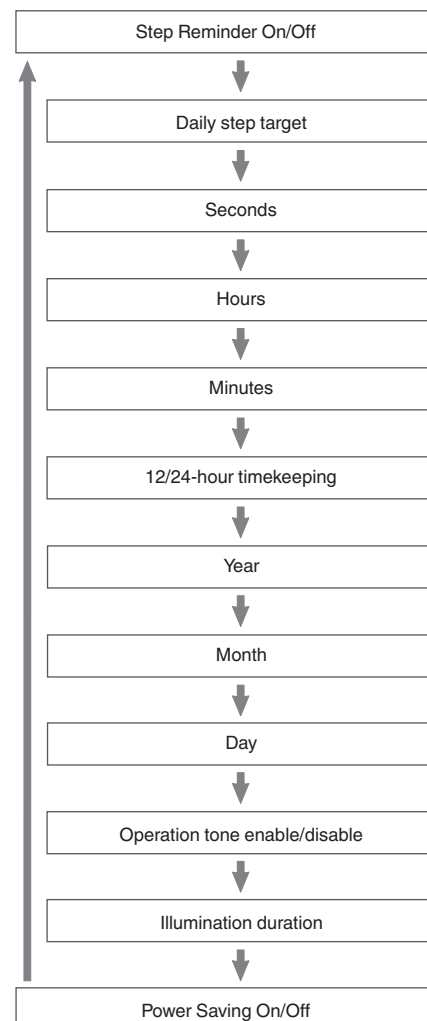 Step Reminder On/Off
Daily step target
Seconds
Hours
Minutes
12/24-hour timekeeping
Year
Month
Day
Operation tone enable/disable
Illumination duration
Power Saving On/Off